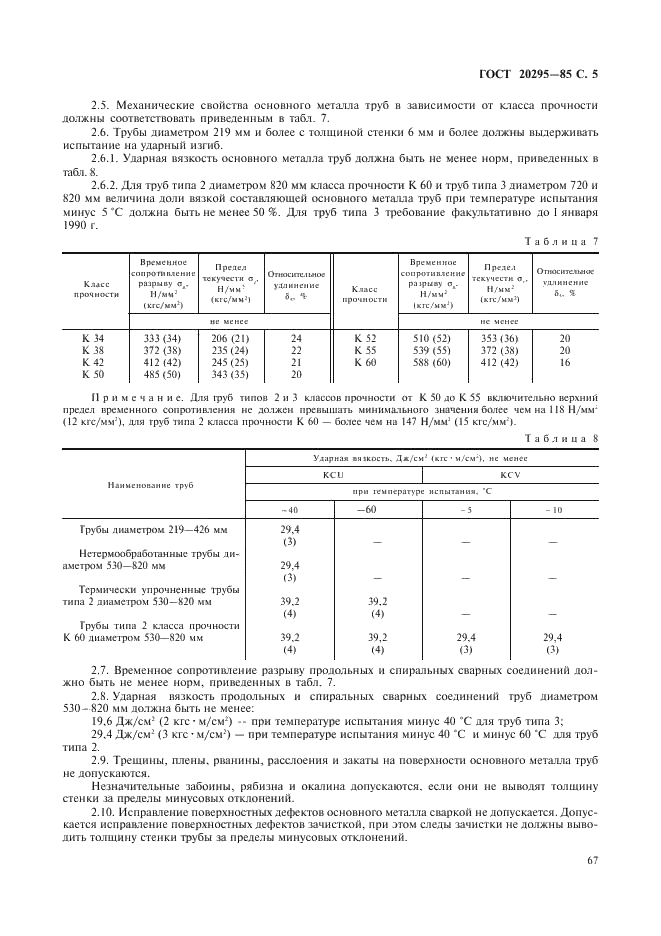 ГОСТ 20295—85 С. 5
2.5. Механические свойства основного металла труб в зависимости от класса прочности
должны соответствовать приведенным в табл. 7.
2.6. Трубы диаметром 219 мм и более с толщиной стенки 6 мм и более должны выдерживать
испытание на ударный изгиб.
2.6.1. Ударная вязкость основного металла труб должна быть не менее норм, приведенных в
табл. 8.
2.6.2. Для труб типа 2 диаметром 820 мм класса прочности К 60 и труб типа 3 диаметром 720 и
820 мм величина доли вязкой составляющей основного металла труб при температуре испытания
минус 5 °С должна быть не менее 50 %. Для труб типа 3 требование факультативно до 1 января
1990 г.
Таблица 7
Класс прочности | Временное сопротивление разрыву σв, Н/мм² (кгс/мм²) | Предел текучести σт, Н/мм² (кгс/мм²) | Относительное удлинение δ₅, % | Класс прочности | Временное сопротивление разрыву σв, Н/мм² (кгс/мм²) | Предел текучести σт, Н/мм² (кгс/мм²) | Относительное удлинение δ₅, %
не менее | не менее
К 34 333 (34) 206 (21) 24 К 52 510 (52) 353 (36) 20
К 38 372 (38) 235 (24) 22 К 55 539 (55) 372 (38) 20
К 42 412 (42) 245 (25) 21 К 60 588 (60) 412 (42) 16
К 50 485 (50) 343 (35) 20
Примечание. Для труб типов 2 и 3 классов прочности от К 50 до К 55 включительно верхний
предел временного сопротивления не должен превышать минимального значения более чем на 118 Н/мм²
(12 кгс/мм²), для труб типа 2 класса прочности К 60 — более чем на 147 Н/мм² (15 кгс/мм²).
Таблица 8
Наименование труб
Ударная вязкость, Дж/см² (кгс · м/см²), не менее
KCU KCV
при температуре испытания, °С
−40 —60 −5 −10
Трубы диаметром 219—426 мм 29,4
(3) — — —
Нетермообработанные трубы ди-
аметром 530—820 мм 29,4
(3) — — —
Термически упрочненные трубы
типа 2 диаметром 530—820 мм 39,2 39,2
(4) (4) — —
Трубы типа 2 класса прочности
К 60 диаметром 530—820 мм 39,2 39,2 29,4 29,4
(4) (4) (3) (3)
2.7. Временное сопротивление разрыву продольных и спиральных сварных соединений дол-
жно быть не менее норм, приведенных в табл. 7.
2.8. Ударная вязкость продольных и спиральных сварных соединений труб диаметром
530—820 мм должна быть не менее:
19,6 Дж/см² (2 кгс · м/см²) -- при температуре испытания минус 40 °С для труб типа 3;
29,4 Дж/см² (3 кгс · м/см²) — при температуре испытания минус 40 °С и минус 60 °С для труб
типа 2.
2.9. Трещины, плены, рванины, расслоения и закаты на поверхности основного металла труб
не допускаются.
Незначительные забоины, рябизна и окалина допускаются, если они не выводят толщину
стенки за пределы минусовых отклонений.
2.10. Исправление поверхностных дефектов основного металла сваркой не допускается. Допус-
кается исправление поверхностных дефектов зачисткой, при этом следы зачистки не должны выво-
дить толщину стенки трубы за пределы минусовых отклонений.
67